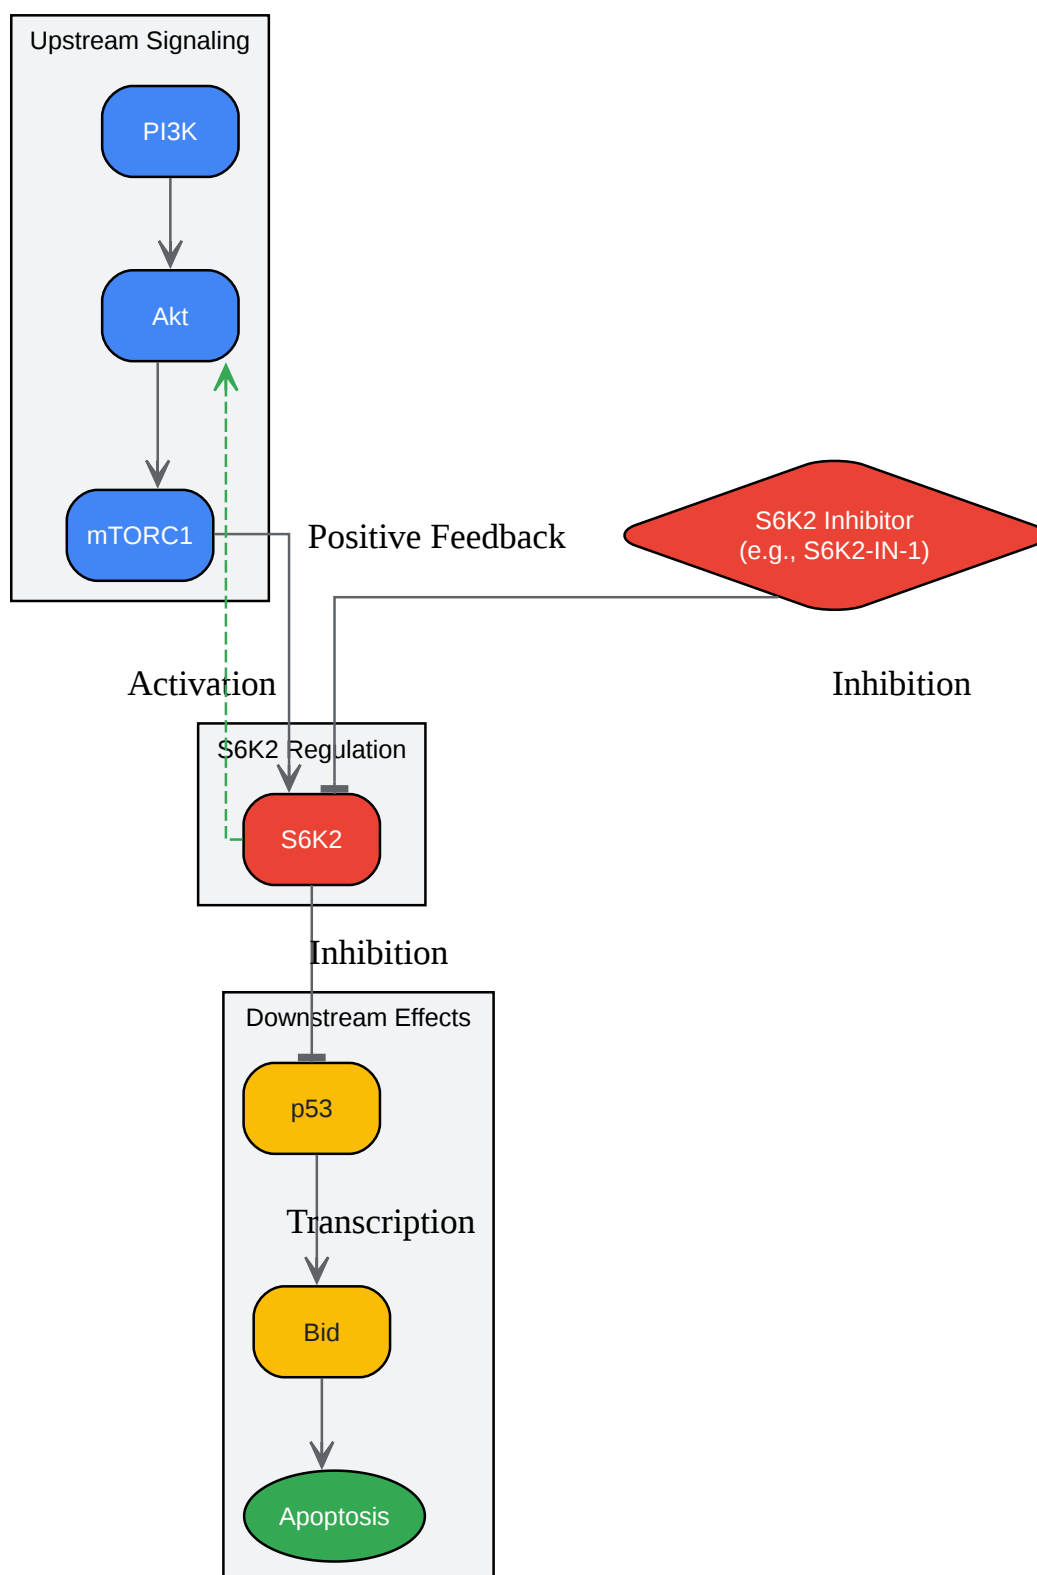 Upstream Signaling
PI3K
Akt
mTORC1
Positive Feedback
S6K2 Inhibitor
(e.g., S6K2-IN-1)
Activation
Inhibition
S6K2 Regulation
S6K2
Inhibition
Downstream Effects
p53
Transcription
Bid
Apoptosis